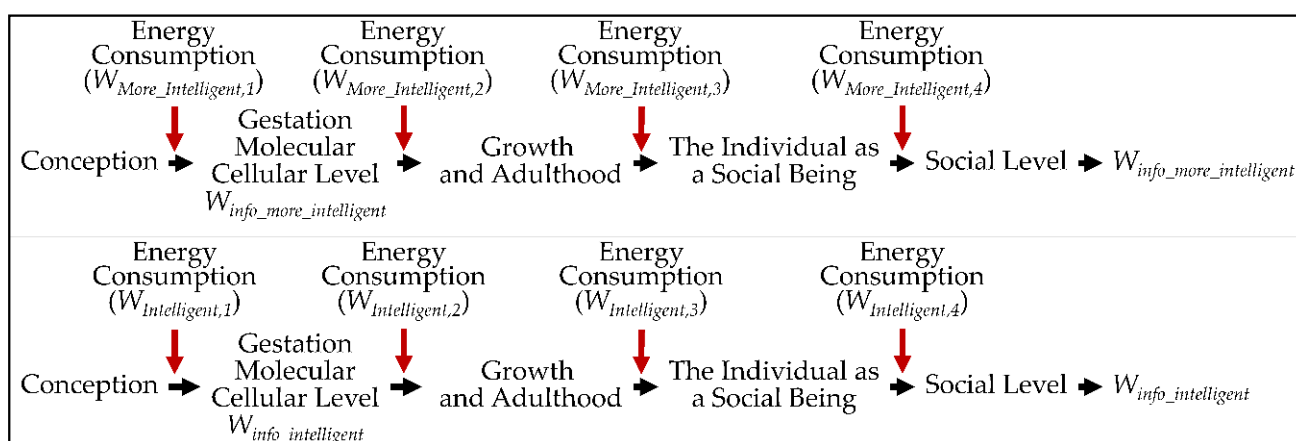 Energy Consumption (W_More_Intelligent,1)
Energy Consumption (W_More_Intelligent,2)
Energy Consumption (W_More_Intelligent,3)
Energy Consumption (W_More_Intelligent,4)
Conception
Gestation
Molecular
Cellular Level
W_info_more_intelligent
Growth
and Adulthood
The Individual as
a Social Being
Social Level
W_info_more_intelligent
Energy Consumption (W_Intelligent,1)
Energy Consumption (W_Intelligent,2)
Energy Consumption (W_Intelligent,3)
Energy Consumption (W_Intelligent,4)
Conception
Gestation
Molecular
Cellular Level
W_info_intelligent
Growth
and Adulthood
The Individual as
a Social Being
Social Level
W_info_intelligent